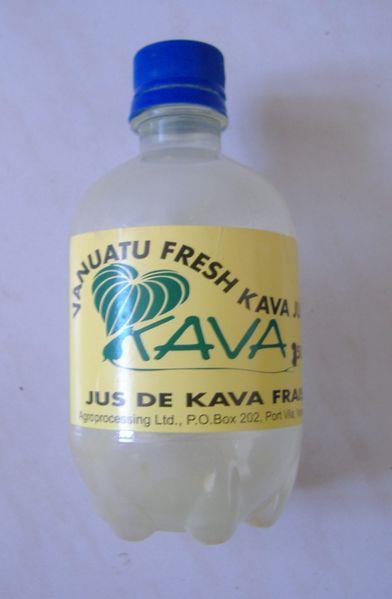 VANUATU FRESH KAVA
KAVA
JUS DE KAVA
Agroprocessing Ltd., P.O.Box 202, Port Vila,